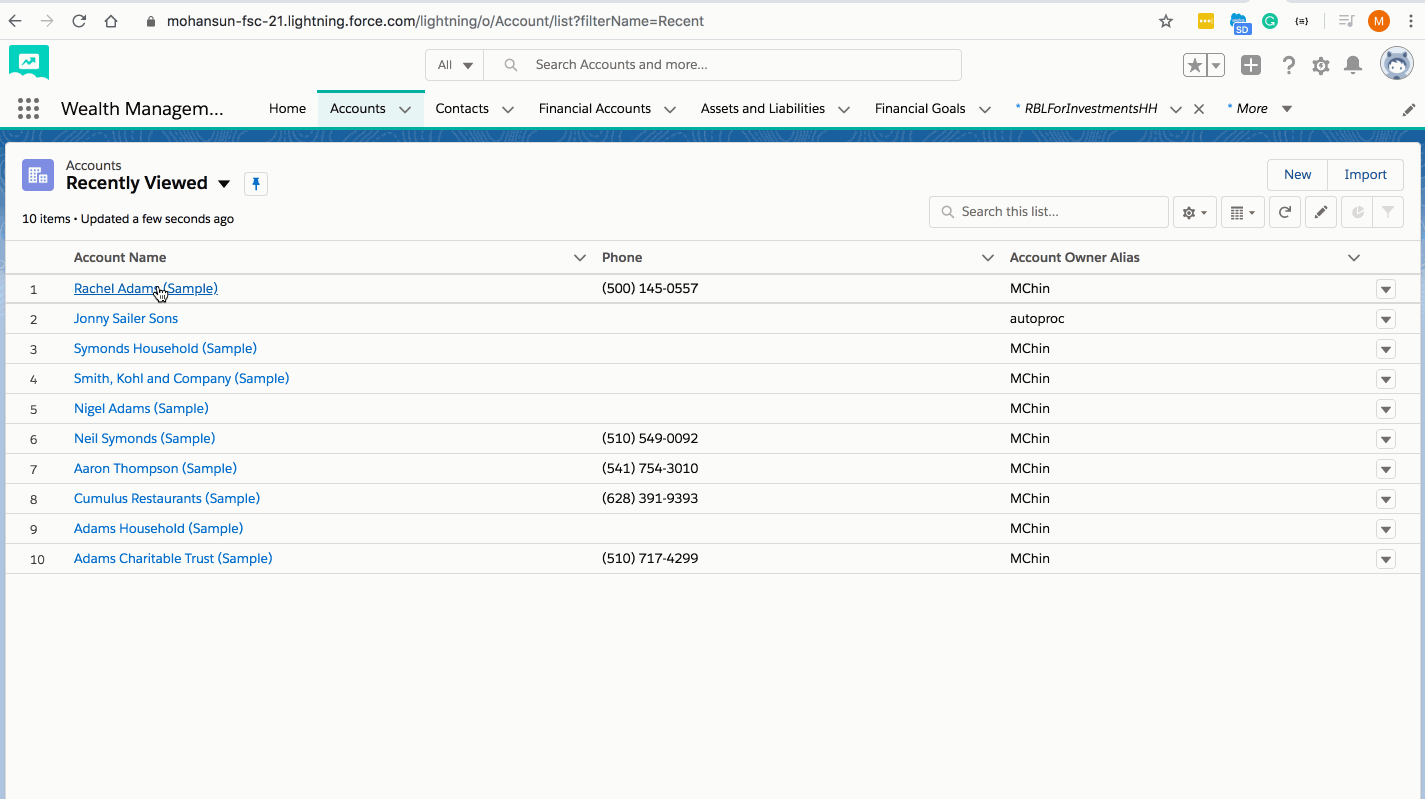 mohansun-fsc-21.lightning.force.com/lightning/o/Account/list?filterName=Recent
SD
M
All Search Accounts and more...
Wealth Managem... Home Accounts Contacts Financial Accounts Assets and Liabilities Financial Goals * RBLForInvestmentsHH * More
Accounts
Recently Viewed
New Import
10 items • Updated a few seconds ago
Search this list...
Account Name Phone Account Owner Alias
1 Rachel Adams (Sample) (500) 145-0557 MChin
2 Jonny Sailer Sons autoproc
3 Symonds Household (Sample) MChin
4 Smith, Kohl and Company (Sample) MChin
5 Nigel Adams (Sample) MChin
6 Neil Symonds (Sample) (510) 549-0092 MChin
7 Aaron Thompson (Sample) (541) 754-3010 MChin
8 Cumulus Restaurants (Sample) (628) 391-9393 MChin
9 Adams Household (Sample) MChin
10 Adams Charitable Trust (Sample) (510) 717-4299 MChin